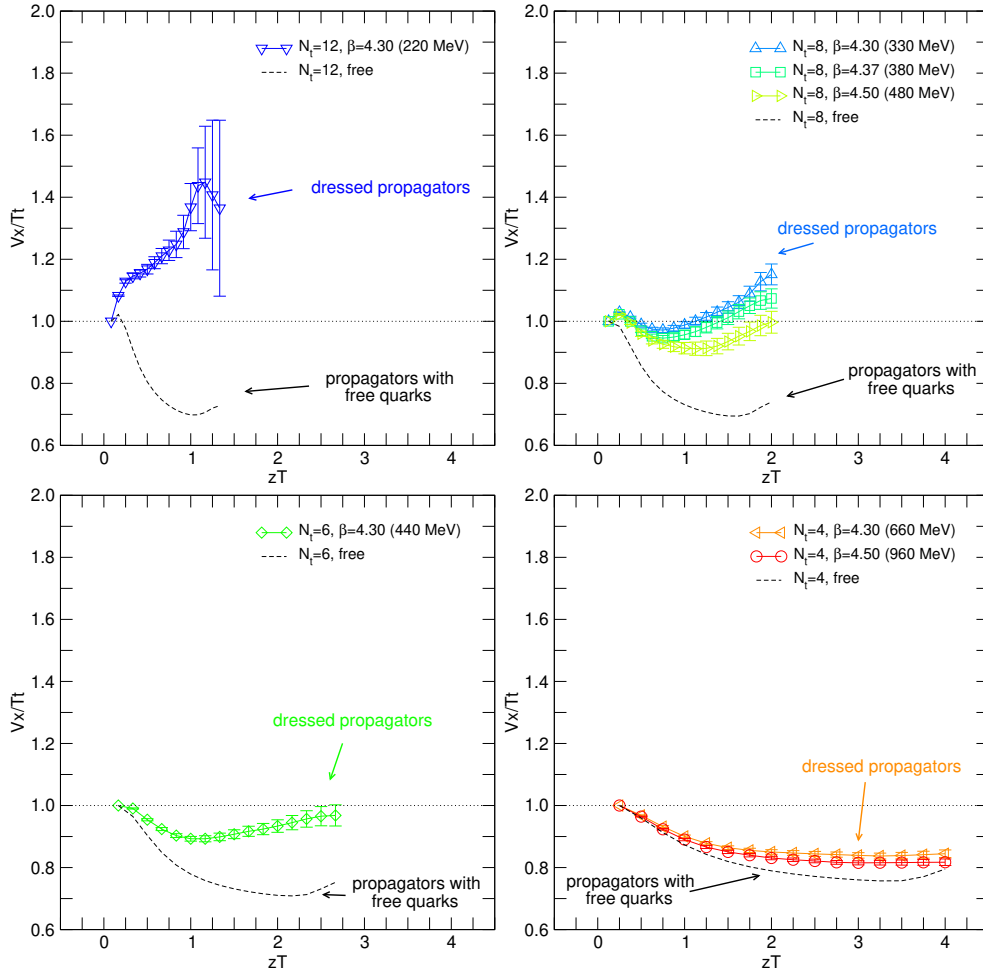 2.0
1.8
1.6
1.4
1.2
1.0
0.8
0.6
Vx/Tt
0 1 2 3 4
zT
N_t=12, β=4.30 (220 MeV)
N_t=12, free
dressed propagators
propagators with
free quarks
2.0
1.8
1.6
1.4
1.2
1.0
0.8
0.6
Vx/Tt
0 1 2 3 4
zT
N_t=8, β=4.30 (330 MeV)
N_t=8, β=4.37 (380 MeV)
N_t=8, β=4.50 (480 MeV)
N_t=8, free
dressed propagators
propagators with
free quarks
2.0
1.8
1.6
1.4
1.2
1.0
0.8
0.6
Vx/Tt
0 1 2 3 4
zT
N_t=6, β=4.30 (440 MeV)
N_t=6, free
dressed propagators
propagators with
free quarks
2.0
1.8
1.6
1.4
1.2
1.0
0.8
0.6
Vx/Tt
0 1 2 3 4
zT
N_t=4, β=4.30 (660 MeV)
N_t=4, β=4.50 (960 MeV)
N_t=4, free
dressed propagators
propagators with
free quarks